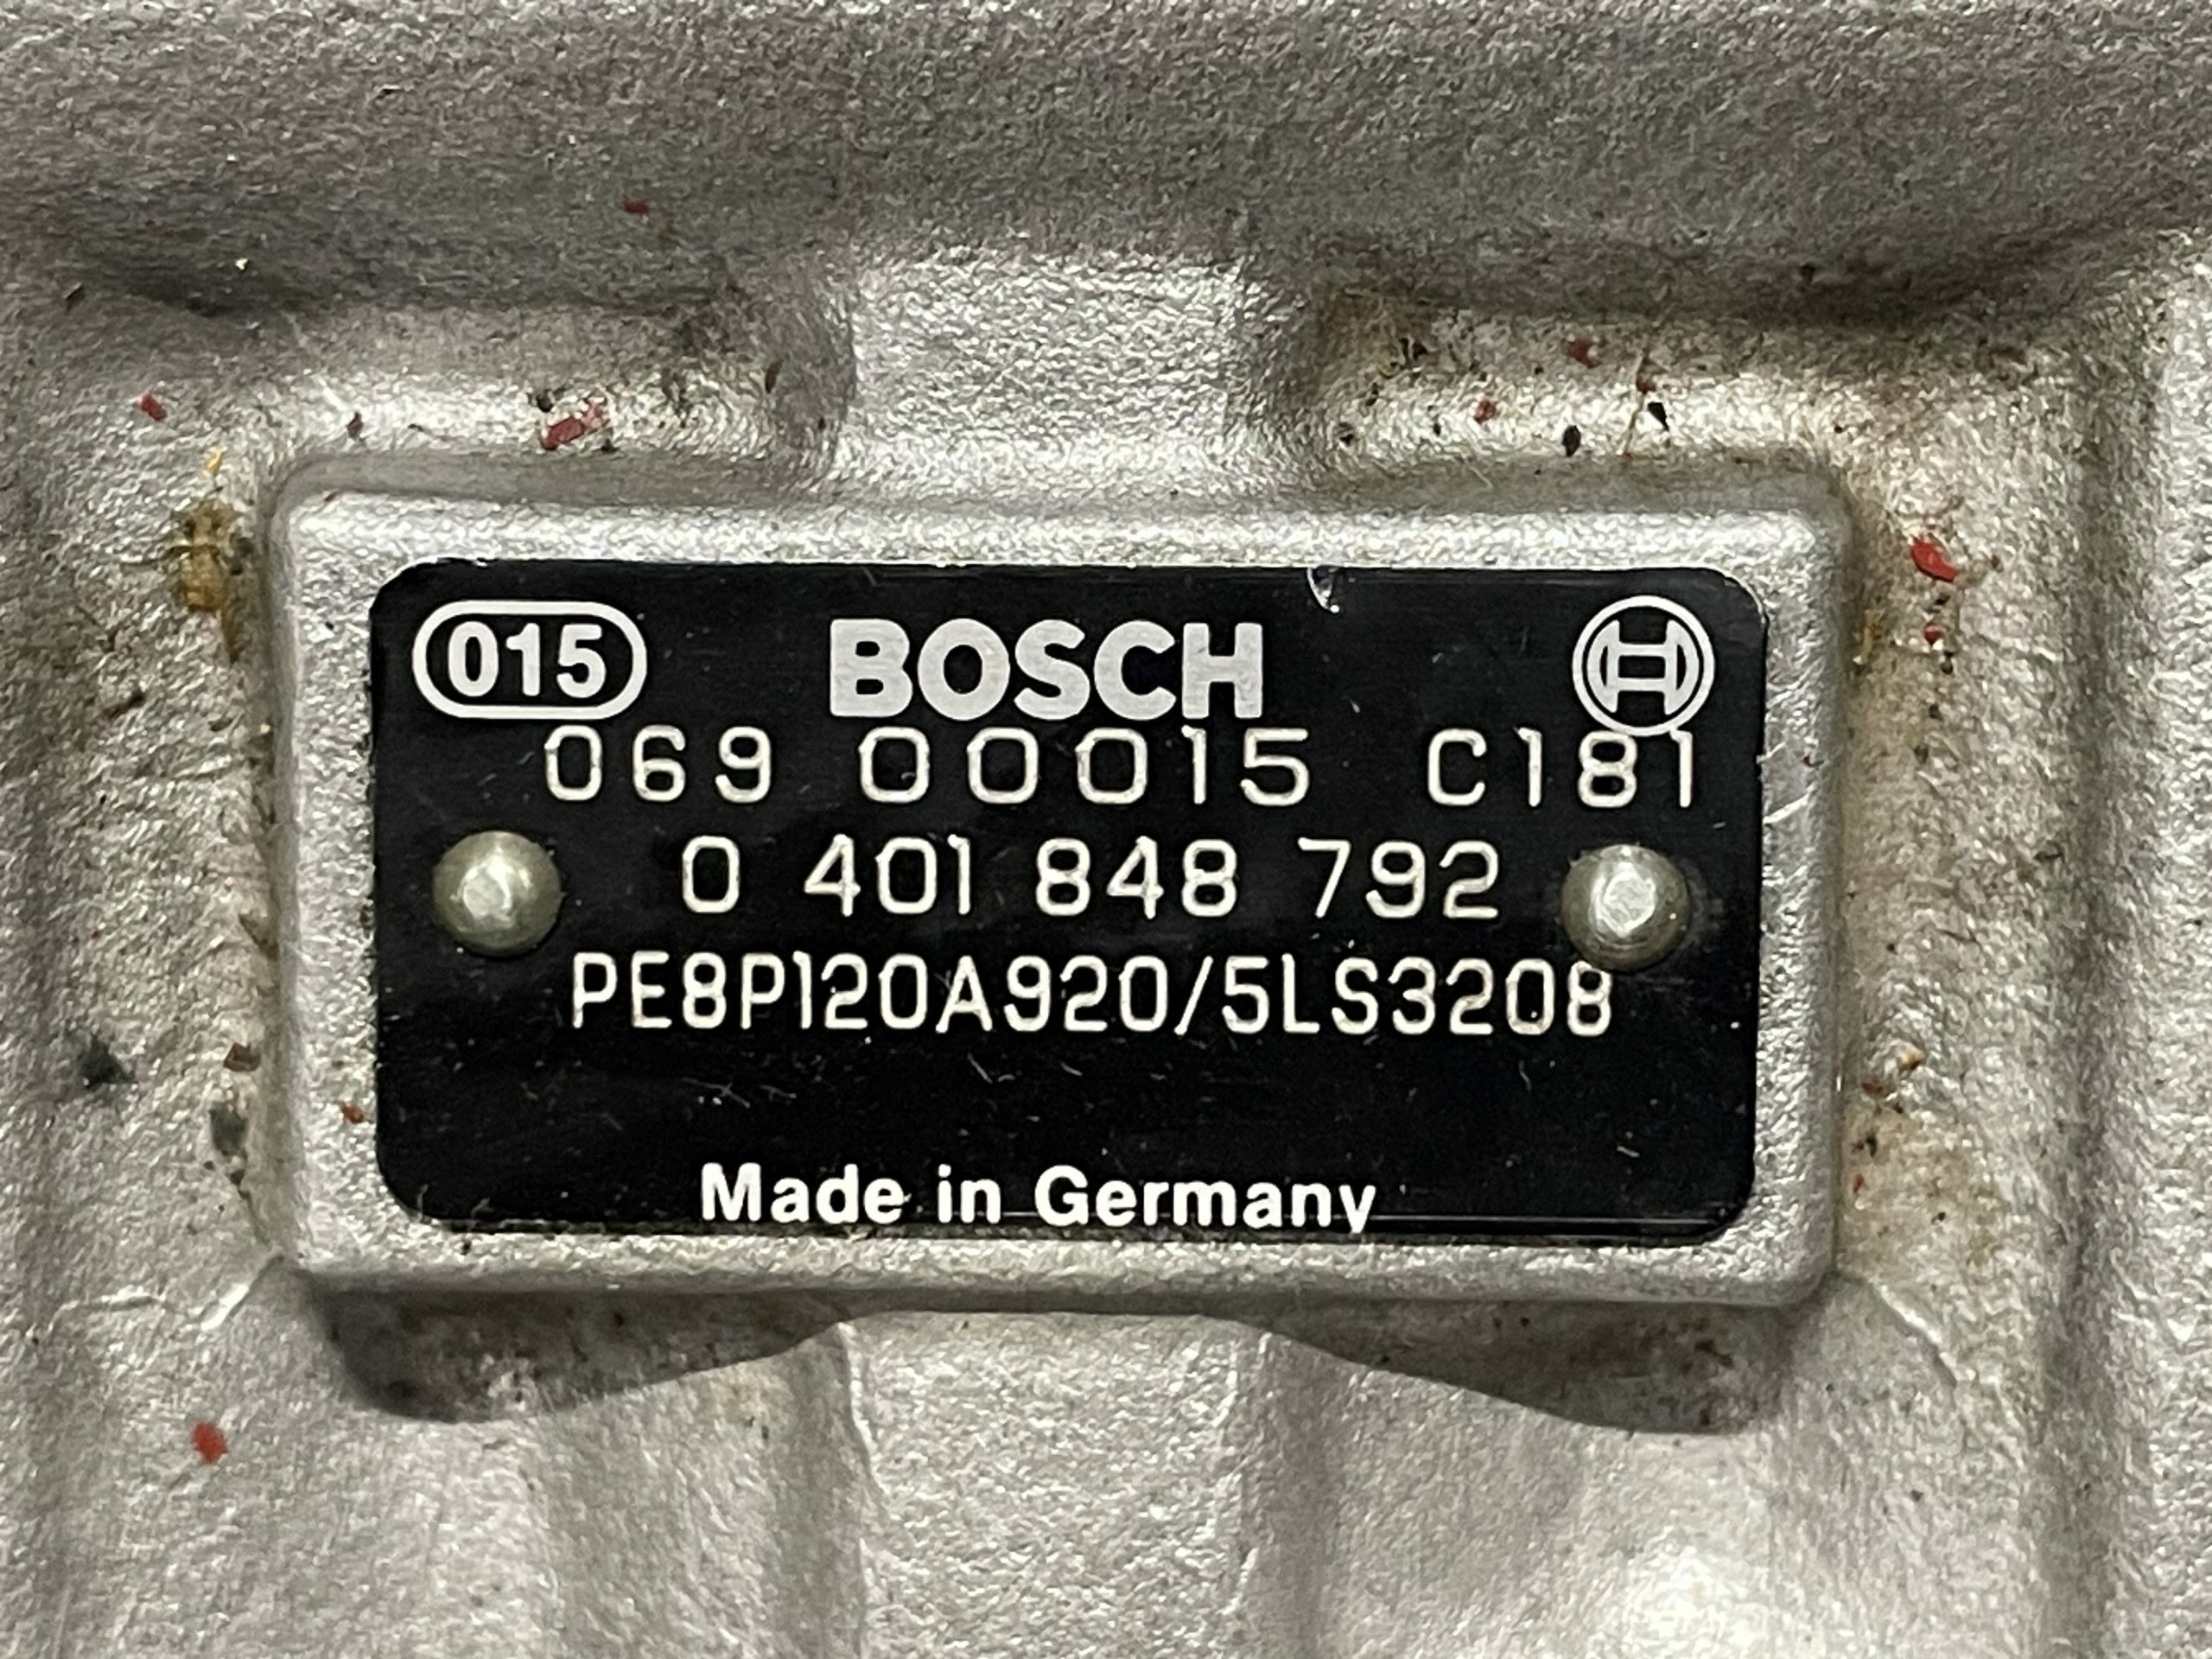 015 BOSCH
069 00015 C181
0 401 848 792
PE8P120A920/5LS3208
Made in Germany